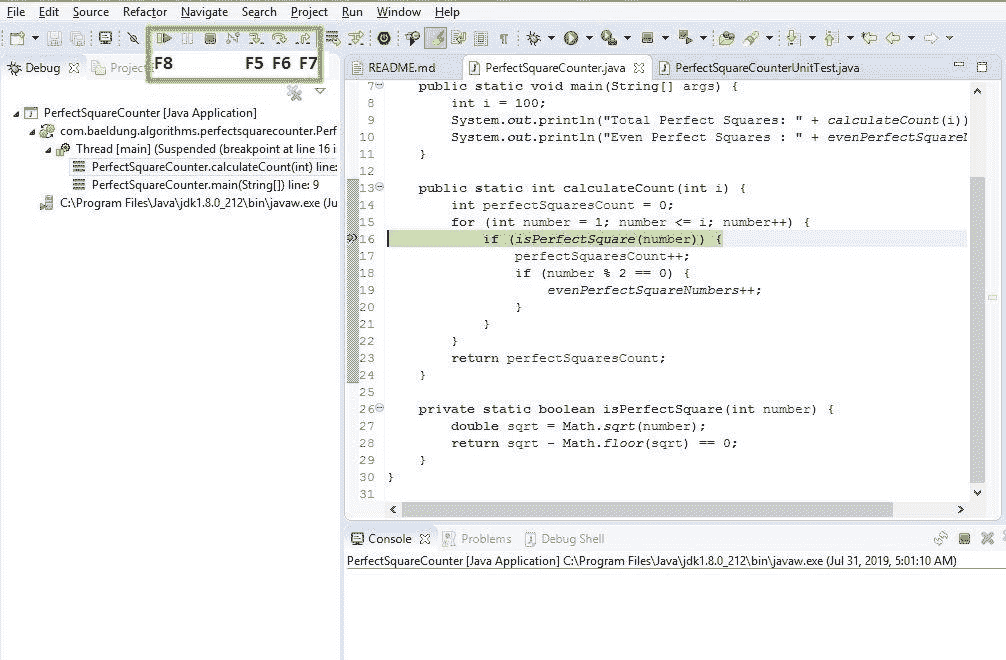 File Edit Source Refactor Navigate Search Project Run Window Help
F8 F5 F6 F7
Debug Project
PerfectSquareCounter [Java Application]
com.baeldung.algorithms.perfectsquarecounter.Perf
Thread [main] (Suspended (breakpoint at line 16 i
PerfectSquareCounter.calculateCount(int) line:
PerfectSquareCounter.main(String[]) line: 9
C:\Program Files\Java\jdk1.8.0_212\bin\javaw.exe (Ju
README.md PerfectSquareCounter.java PerfectSquareCounterUnitTest.java
7 public static void main(String[] args) {
8 int i = 100;
9 System.out.println("Total Perfect Squares: " + calculateCount(i))
10 System.out.println("Even Perfect Squares : " + evenPerfectSquare
11 }
12
13 public static int calculateCount(int i) {
14 int perfectSquaresCount = 0;
15 for (int number = 1; number <= i; number++) {
16 if (isPerfectSquare(number)) {
17 perfectSquaresCount++;
18 if (number % 2 == 0) {
19 evenPerfectSquareNumbers++;
20 }
21 }
22 }
23 return perfectSquaresCount;
24 }
25
26 private static boolean isPerfectSquare(int number) {
27 double sqrt = Math.sqrt(number);
28 return sqrt - Math.floor(sqrt) == 0;
29 }
30 }
31
Console Problems Debug Shell
PerfectSquareCounter [Java Application] C:\Program Files\Java\jdk1.8.0_212\bin\javaw.exe (Jul 31, 2019, 5:01:10 AM)